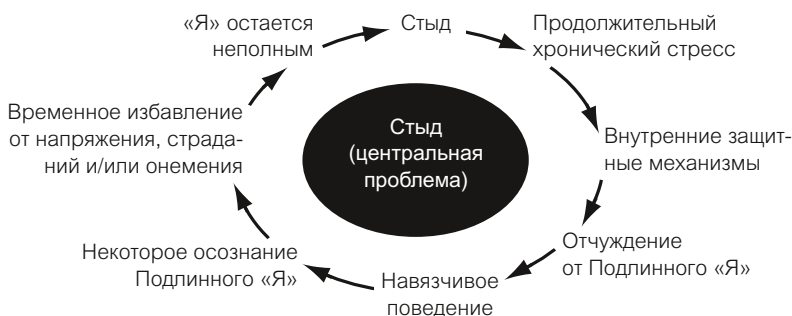 Стыд
Продолжительный
хронический стресс
Внутренние защит-
ные механизмы
Отчуждение
от Подлинного «Я»
Навязчивое
поведение
Некоторое осознание
Подлинного «Я»
Временное избавление
от напряжения, страда-
ний и/или онемения
«Я» остается
неполным
Стыд
(центральная
проблема)